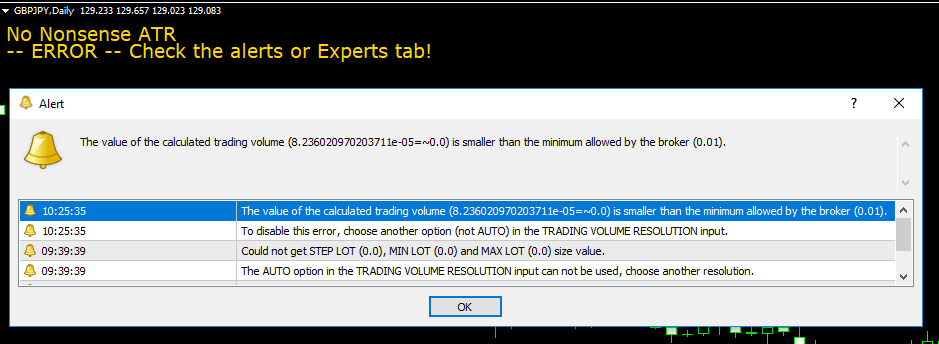 GBPJPY,Daily 129.233 129.657 129.023 129.083
No Nonsense ATR
-- ERROR -- Check the alerts or Experts tab!
Alert
?
The value of the calculated trading volume (8.236020970203711e-05=~0.0) is smaller than the minimum allowed by the broker (0.01).
10:25:35 The value of the calculated trading volume (8.236020970203711e-05=~0.0) is smaller than the minimum allowed by the broker (0.01).
10:25:35 To disable this error, choose another option (not AUTO) in the TRADING VOLUME RESOLUTION input.
09:39:39 Could not get STEP LOT (0.0), MIN LOT (0.0) and MAX LOT (0.0) size value.
09:39:39 The AUTO option in the TRADING VOLUME RESOLUTION input can not be used, choose another resolution.
OK